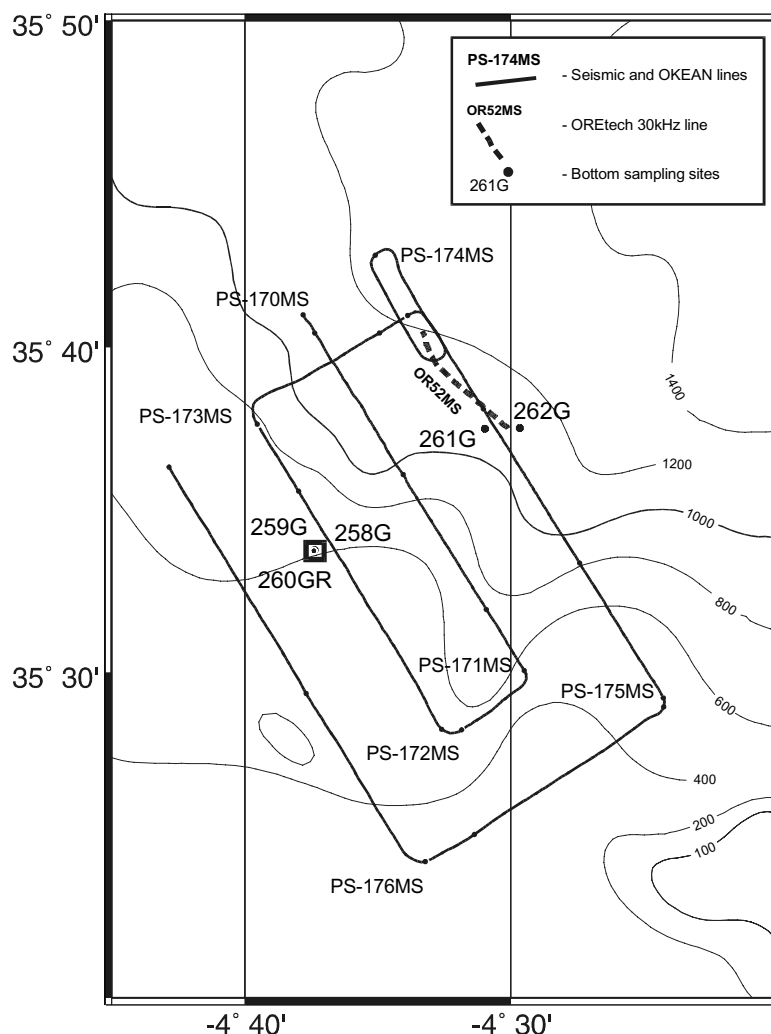 35° 50'
PS-174MS
- Seismic and OKEAN lines
OR52MS
- OREtech 30kHz line
261G
- Bottom sampling sites
PS-174MS
PS-170MS
35° 40'
1400
OR52MS
PS-173MS
262G
261G
1200
1000
259G
258G
260GR
800
35° 30'
PS-171MS
PS-175MS
600
PS-172MS
400
200
100
PS-176MS
-4° 40'
-4° 30'